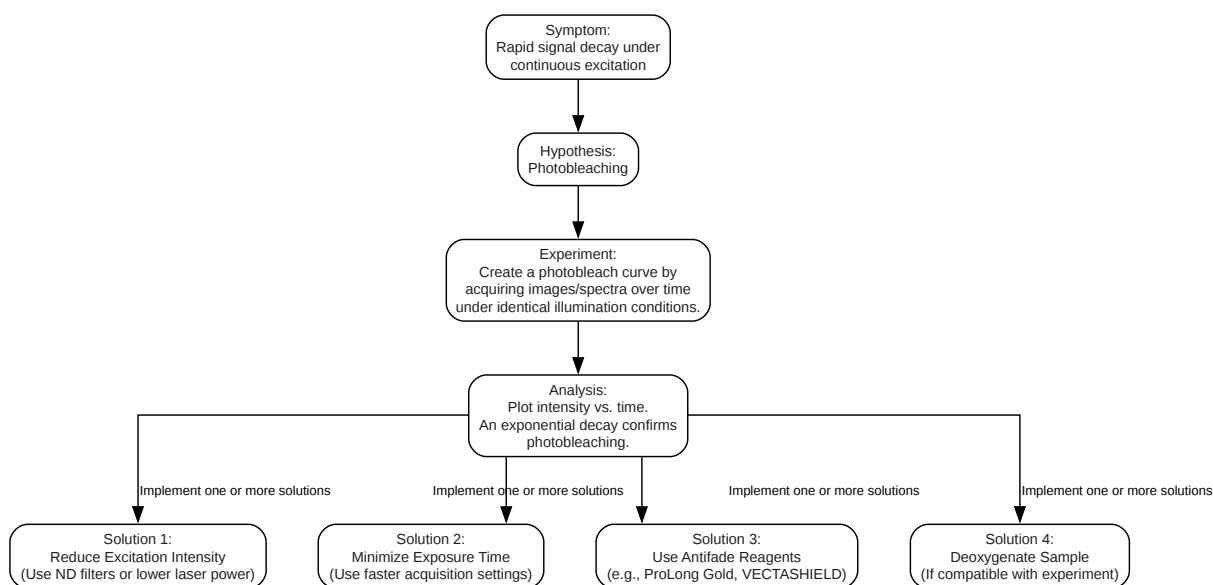 Symptom:
Rapid signal decay under
continuous excitation
Hypothesis:
Photobleaching
Experiment:
Create a photobleach curve by
acquiring images/spectra over time
under identical illumination conditions.
Analysis:
Plot intensity vs. time.
An exponential decay confirms
photobleaching.
Implement one or more solutions
Implement one or more solutions
Implement one or more solutions
Implement one or more solutions
Solution 1:
Reduce Excitation Intensity
(Use ND filters or lower laser power)
Solution 2:
Minimize Exposure Time
(Use faster acquisition settings)
Solution 3:
Use Antifade Reagents
(e.g., ProLong Gold, VECTASHIELD)
Solution 4:
Deoxygenate Sample
(If compatible with experiment)